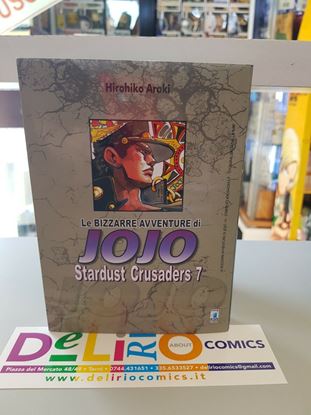 Hirohiko Araki
Le BIZZARRE AVVENTURE di
JOJO
Stardust Crusaders 7
DELIRIO ABOUT COMICS
Piazza del Mercato 48/49 - Terni - 0744.431651 - 335.6533527 - deliriocomics@gmail.com
www.deliriocomics.it